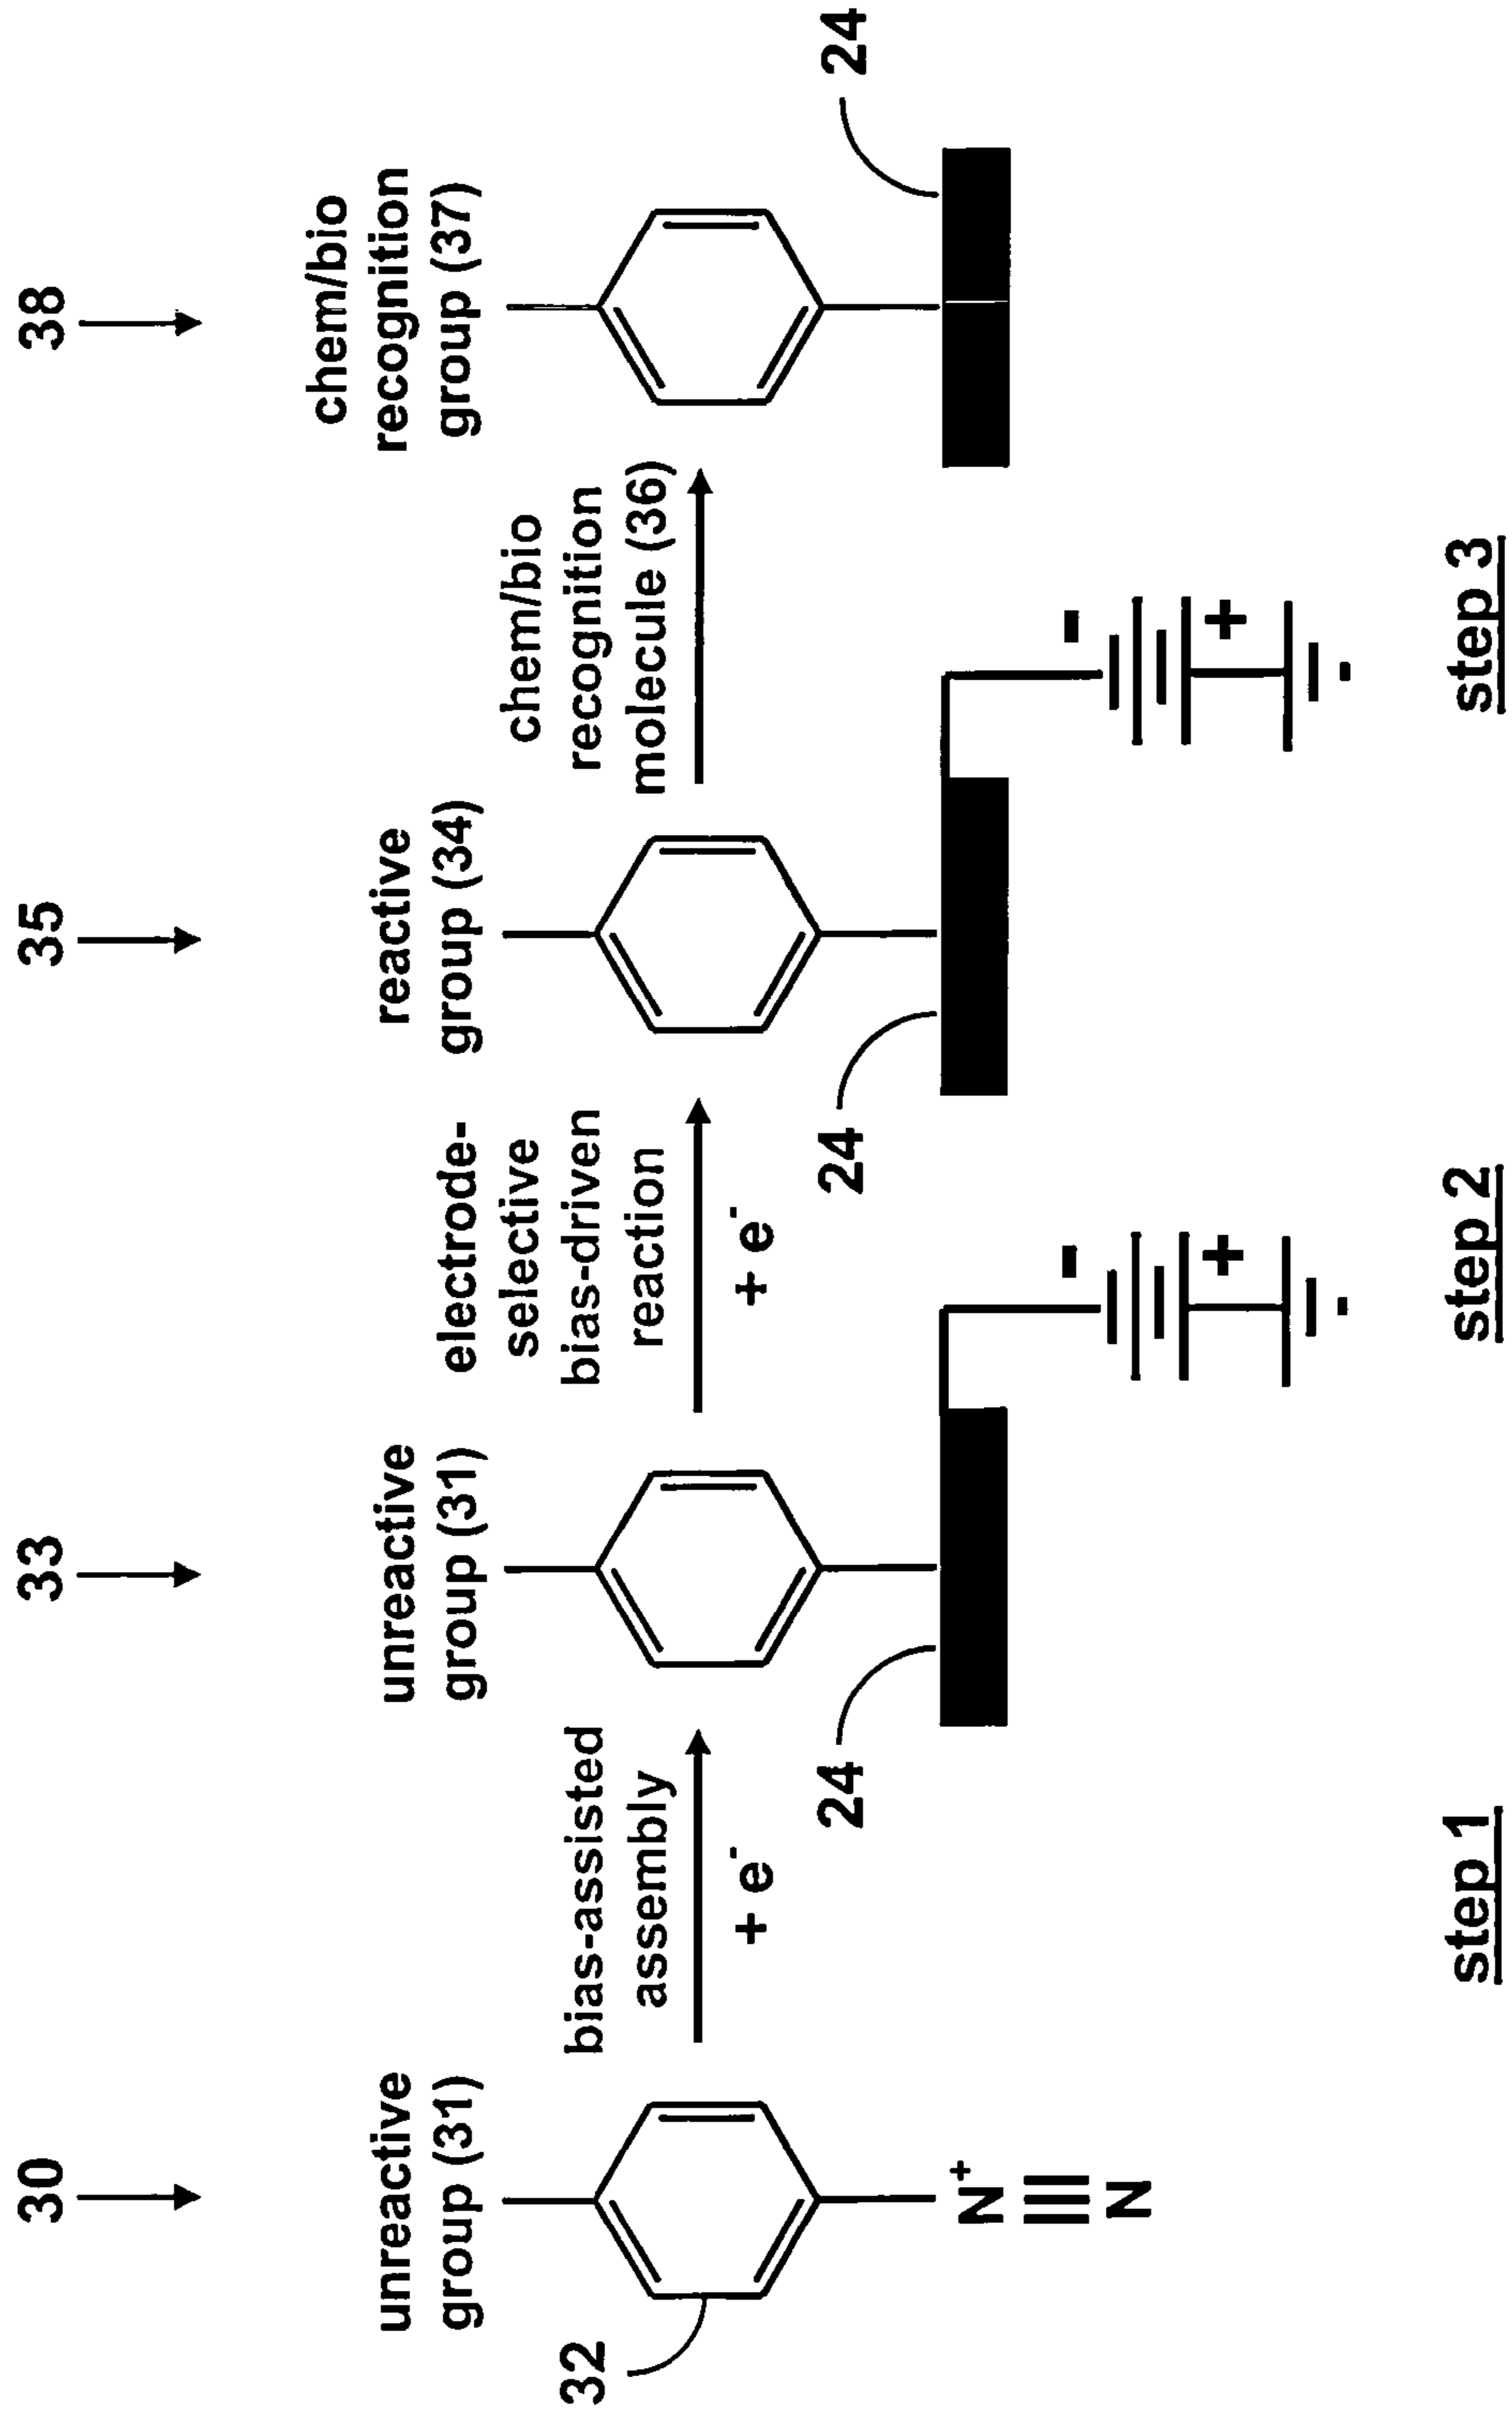 30
33
35
38
unreactive
group (31)
unreactive
group (31)
reactive
group (34)
chem/bio
recognition
group (37)
32
bias-assisted
assembly
+ e-
electrode-
selective
bias-driven
reaction
+ e-
chem/bio
recognition
molecule (36)
N+
N
24
24
24
-
+
-
+
step 1
step 2
step 3